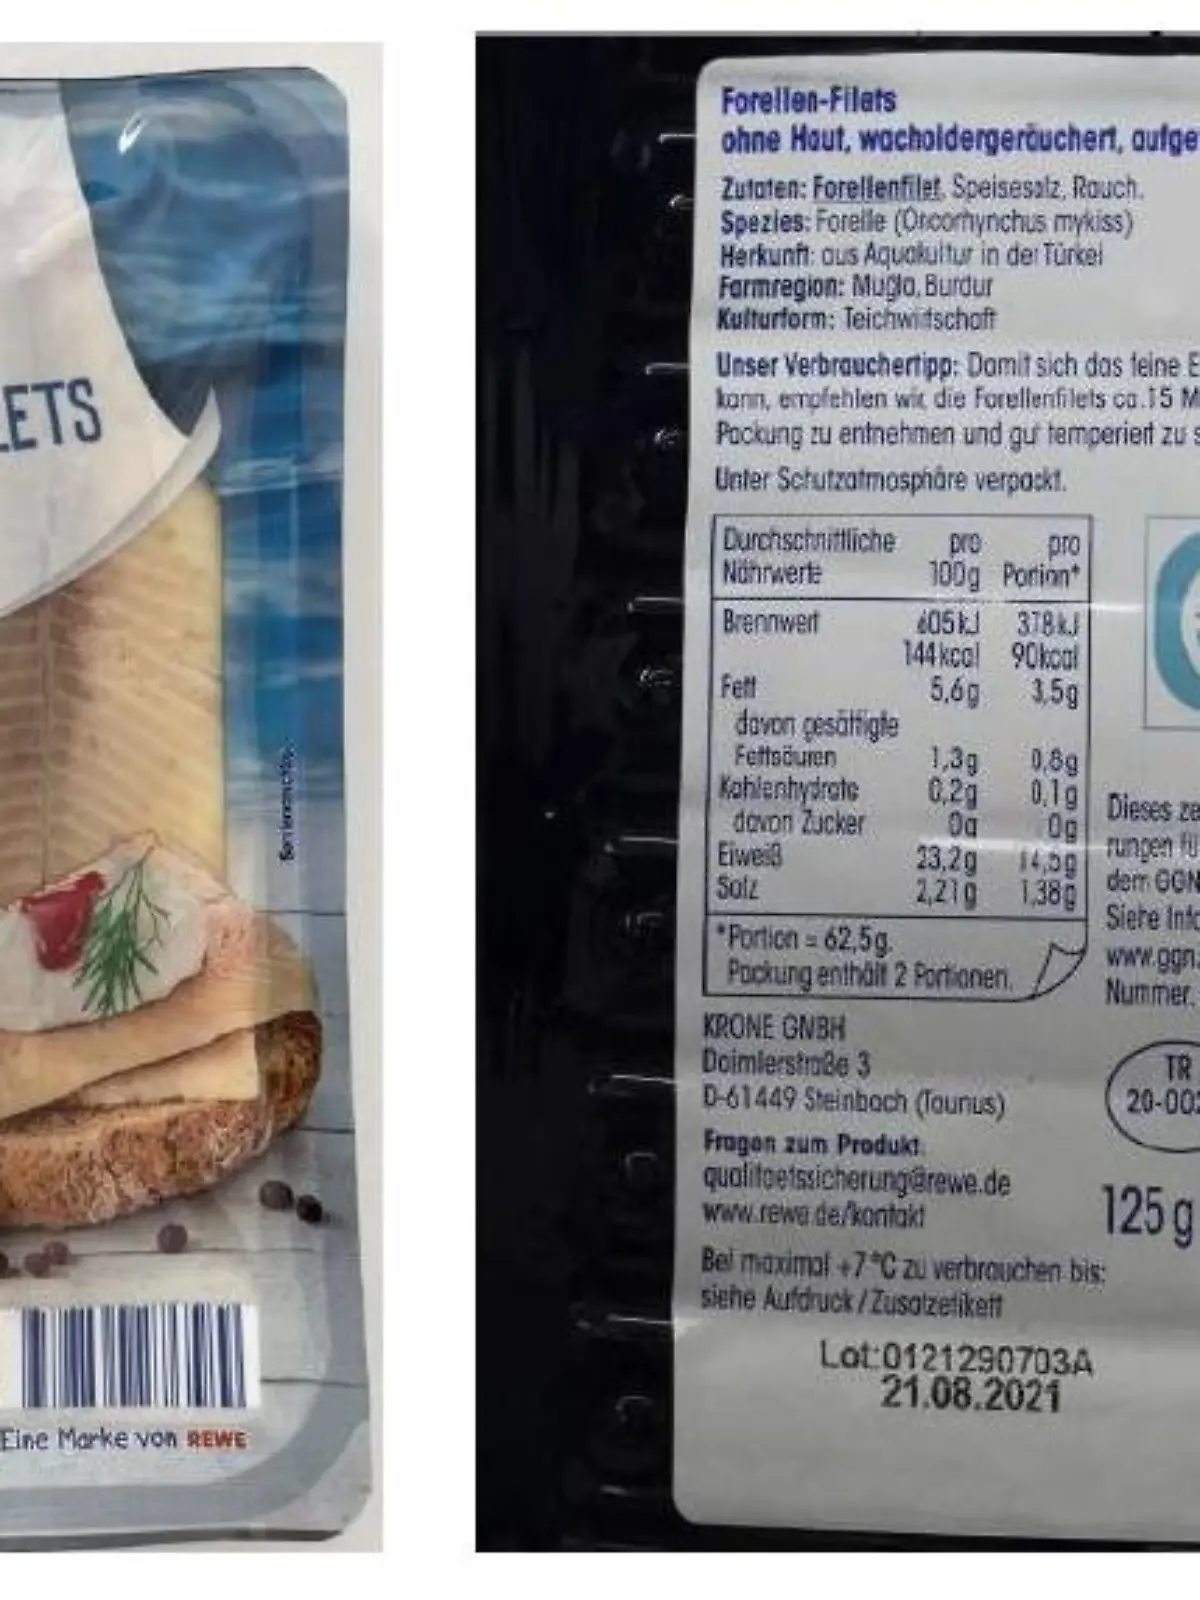 ETS
Serviervorschlag.
Eine Marke von REWE
Forellen-Filets
ohne Haut, wacholdergeräuchert, aufge
Zutaten: Forellenfilet, Speisesalz, Rauch.
Spezies: Forelle (Oncorhynchus mykiss)
Herkunft: aus Aquakultur in der Türkei
Farmregion: Muğla, Burdur
Kulturform: Teichwirtschaft
Unser Verbrauchertipp: Damit sich das feine
kann, empfehlen wir, die Forellenfilets ca. 15 M
Packung zu entnehmen und gut temperiert zu s
Unter Schutzatmosphäre verpackt.
Durchschnittliche pro pro
Nährwerte 100g Portion*
Brennwert 605kJ 378kJ
144kcal 90kcal
Fett 5,6g 3,5g
davon gesättigte
Fettsäuren 1,3g 0,8g
Kohlenhydrate 0,2g 0,1g
davon Zucker 0g 0g
Eiweiß 23,2g 14,5g
Salz 2,21g 1,38g
*Portion = 62,5g.
Packung enthält 2 Portionen.
Dieses ze
rungen fü
dem GGN
Siehe Info
www.ggn.
Nummer.
KRONE GMBH
Daimlerstraße 3
D-61449 Steinbach (Taunus)
TR
20-00
Fragen zum Produkt:
qualitaetssicherung@rewe.de
www.rewe.de/kontakt
125 g
Bei maximal +7°C zu verbrauchen bis:
siehe Aufdruck/Zusatzetikett
Lot:0121290703A
21.08.2021